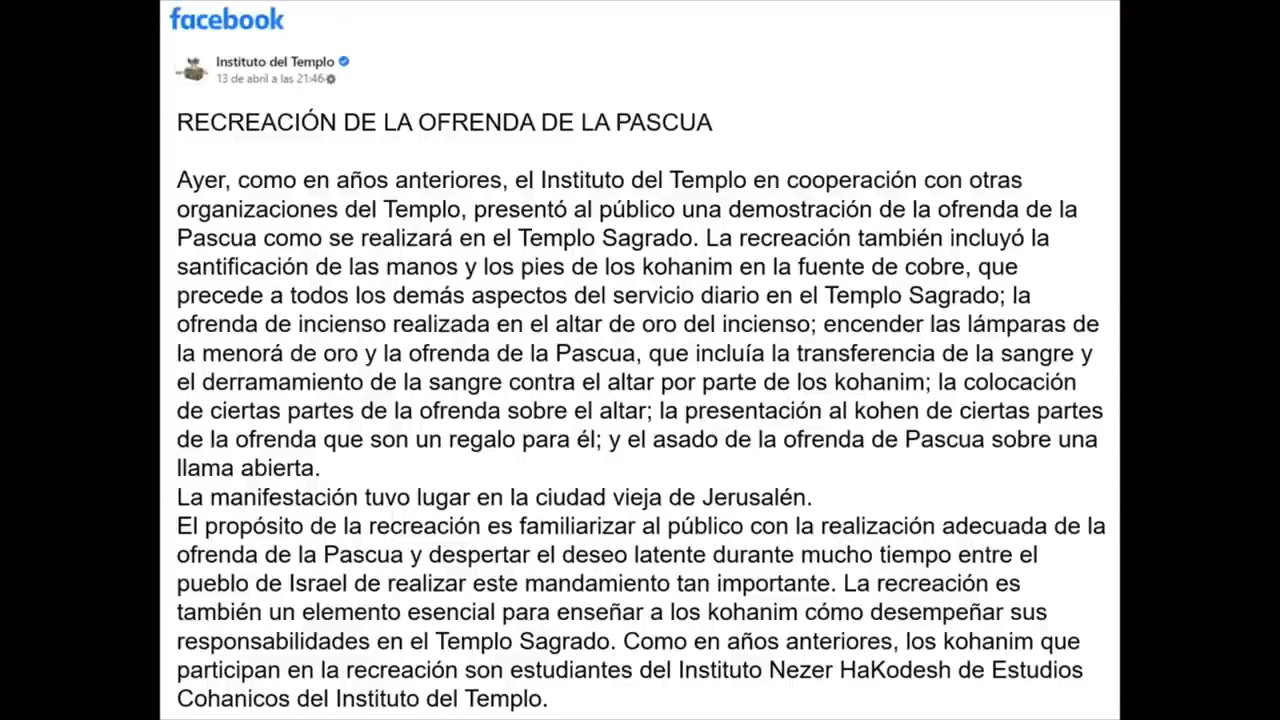 facebook
Instituto del Templo
13 de abril a las 21:46
RECREACIÓN DE LA OFRENDA DE LA PASCUA
Ayer, como en años anteriores, el Instituto del Templo en cooperación con otras
organizaciones del Templo, presentó al público una demostración de la ofrenda de la
Pascua como se realizará en el Templo Sagrado. La recreación también incluyó la
santificación de las manos y los pies de los kohanim en la fuente de cobre, que
precede a todos los demás aspectos del servicio diario en el Templo Sagrado; la
ofrenda de incienso realizada en el altar de oro del incienso; encender las lámparas de
la menorá de oro y la ofrenda de la Pascua, que incluía la transferencia de la sangre y
el derramamiento de la sangre contra el altar por parte de los kohanim; la colocación
de ciertas partes de la ofrenda sobre el altar; la presentación al kohen de ciertas partes
de la ofrenda que son un regalo para él; y el asado de la ofrenda de Pascua sobre una
llama abierta.
La manifestación tuvo lugar en la ciudad vieja de Jerusalén.
El propósito de la recreación es familiarizar al público con la realización adecuada de la
ofrenda de la Pascua y despertar el deseo latente durante mucho tiempo entre el
pueblo de Israel de realizar este mandamiento tan importante. La recreación es
también un elemento esencial para enseñar a los kohanim cómo desempeñar sus
responsabilidades en el Templo Sagrado. Como en años anteriores, los kohanim que
participan en la recreación son estudiantes del Instituto Nezer HaKodesh de Estudios
Cohanicos del Instituto del Templo.